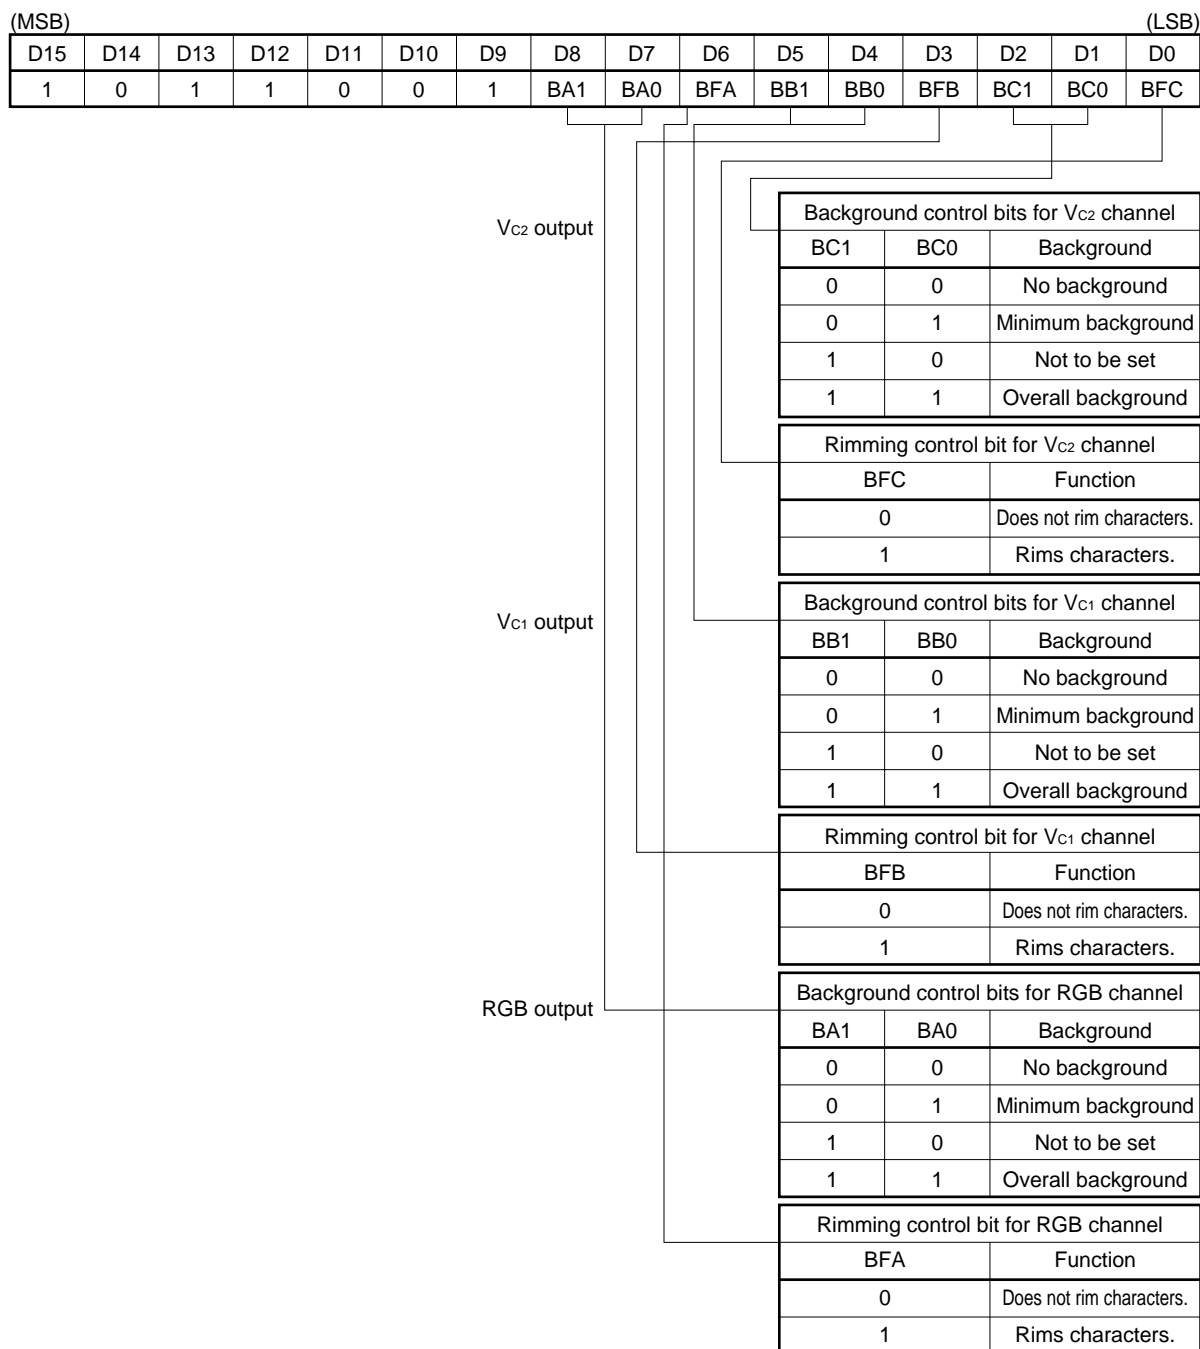 (MSB) (LSB)
D15 D14 D13 D12 D11 D10 D9 D8 D7 D6 D5 D4 D3 D2 D1 D0
1 0 1 1 0 0 1 BA1 BA0 BFA BB1 BB0 BFB BC1 BC0 BFC
VC2 output
Background control bits for VC2 channel
BC1 BC0 Background
0 0 No background
0 1 Minimum background
1 0 Not to be set
1 1 Overall background
Rimming control bit for VC2 channel
BFC Function
0 Does not rim characters.
1 Rims characters.
VC1 output
Background control bits for VC1 channel
BB1 BB0 Background
0 0 No background
0 1 Minimum background
1 0 Not to be set
1 1 Overall background
Rimming control bit for VC1 channel
BFB Function
0 Does not rim characters.
1 Rims characters.
RGB output
Background control bits for RGB channel
BA1 BA0 Background
0 0 No background
0 1 Minimum background
1 0 Not to be set
1 1 Overall background
Rimming control bit for RGB channel
BFA Function
0 Does not rim characters.
1 Rims characters.